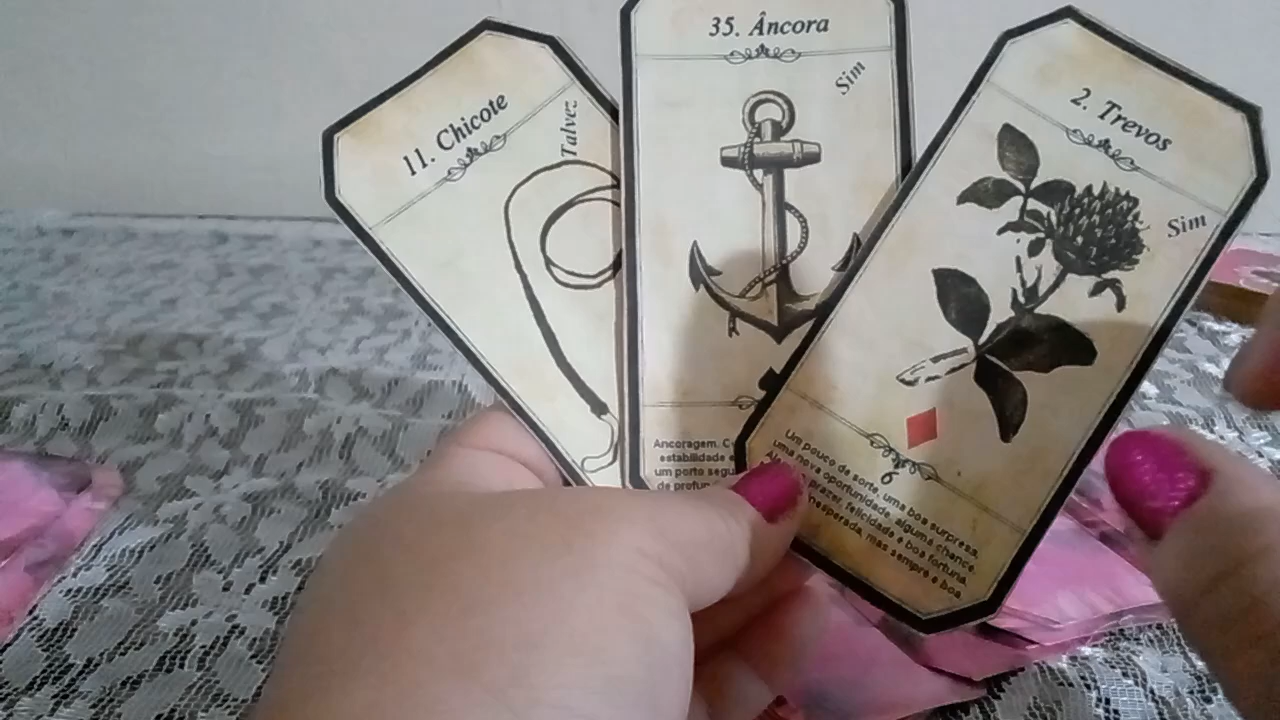 11. Chicote
Talvez
35. Âncora
Sim
Ancoragem.
estabilidade e
um porto
de
2. Trevos
Sim
6
Um pouco de sorte, uma boa surpresa,
uma nova oportunidade, alguma chance.
prazer, felicidade e boa fortuna.
inesperada, mas sempre é boa.